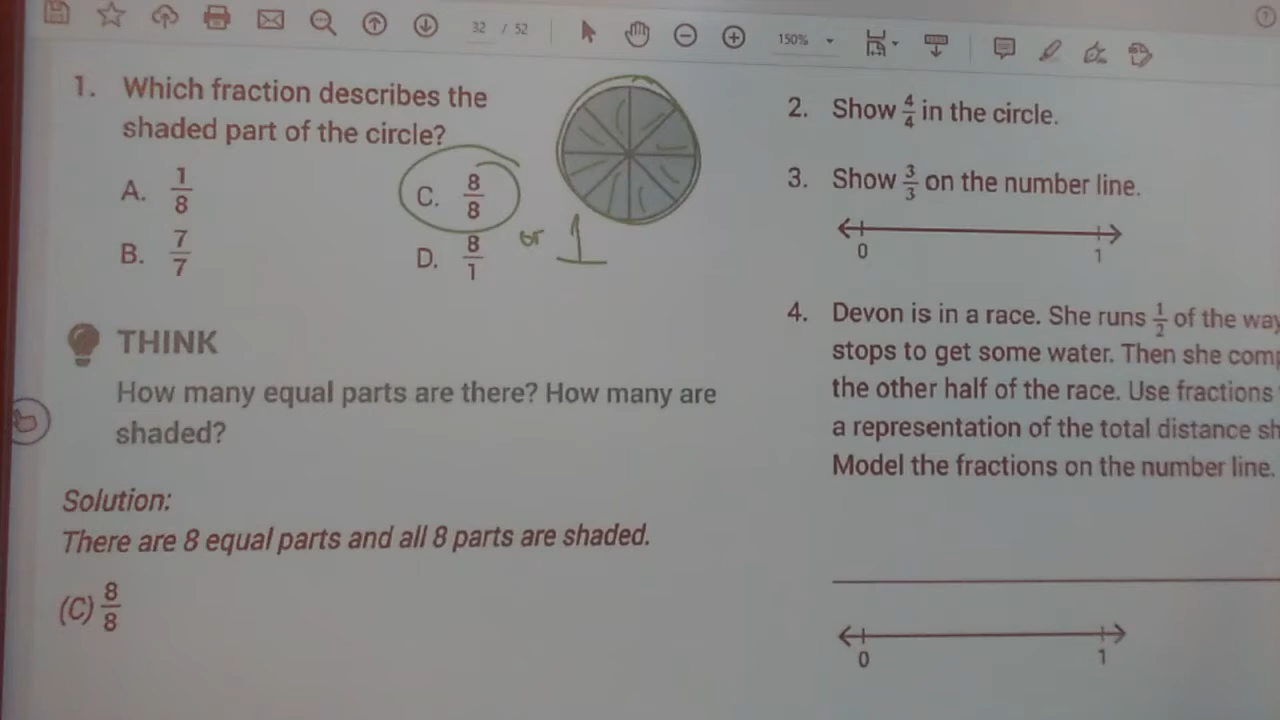 32 / 52
150%
1. Which fraction describes the
shaded part of the circle?
A. 1/8
C. 8/8
B. 7/7
D. 8/1
or 1
THINK
How many equal parts are there? How many are
shaded?
Solution:
There are 8 equal parts and all 8 parts are shaded.
(C) 8/8
2. Show 4/4 in the circle.
3. Show 3/3 on the number line.
0 1
4. Devon is in a race. She runs 1/2 of the way
stops to get some water. Then she
the other half of the race. Use fractions
a representation of the total distance
Model the fractions on the number line.
0 1